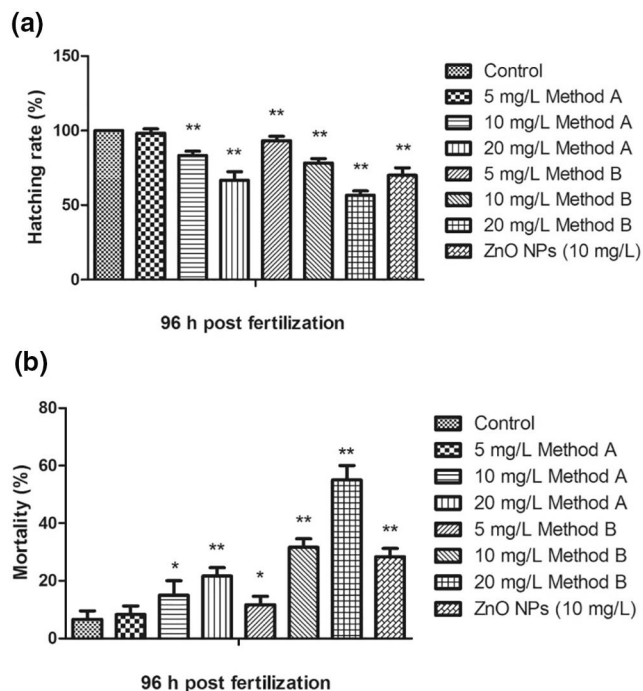 (a)
150
100
50
0
Hatching rate (%)
** ** ** ** ** **
96 h post fertilization
Control
5 mg/L Method A
10 mg/L Method A
20 mg/L Method A
5 mg/L Method B
10 mg/L Method B
20 mg/L Method B
ZnO NPs (10 mg/L)
(b)
80
60
40
20
0
Mortality (%)
* ** * ** ** **
96 h post fertilization
Control
5 mg/L Method A
10 mg/L Method A
20 mg/L Method A
5 mg/L Method B
10 mg/L Method B
20 mg/L Method B
ZnO NPs (10 mg/L)